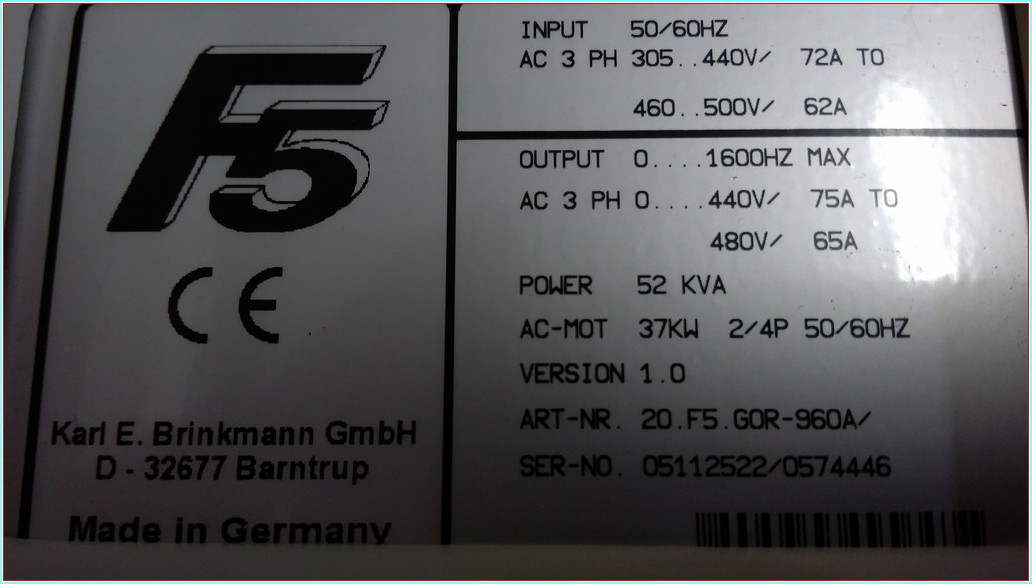 F5
CE
Karl E. Brinkmann GmbH
D - 32677 Barntrup
Made in Germany
INPUT 50/60HZ
AC 3 PH 305..440V/ 72A TO
460..500V/ 62A
OUTPUT 0....1600HZ MAX
AC 3 PH 0....440V/ 75A TO
480V/ 65A
POWER 52 KVA
AC-MOT 37KW 2/4P 50/60HZ
VERSION 1.0
ART-NR. 20.F5.GOR-960A/
SER-NO. 05112522/0574446